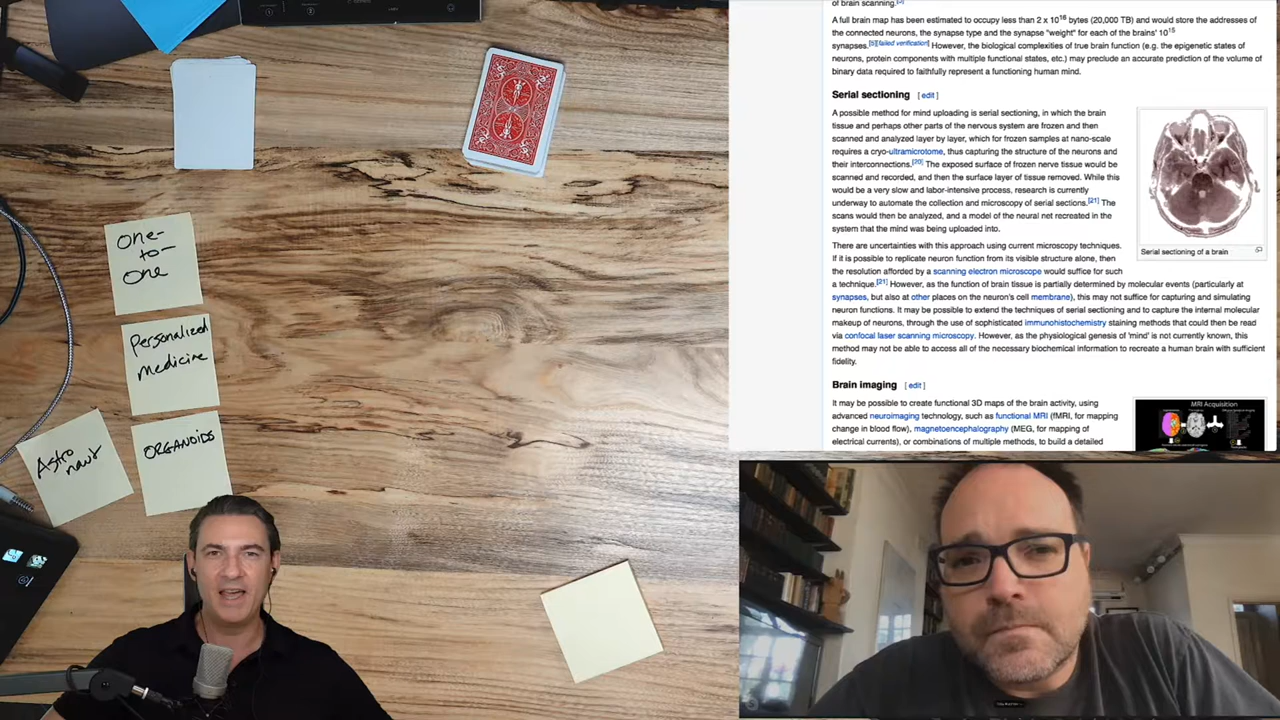 One-
to-
one
Personalized
medicine
Astro
naut
ORGANOIDS
of brain scanning.
A full brain map has been estimated to occupy less than 2 x 10¹⁶ bytes (20,000 TB) and would store the addresses of
the connected neurons, the synapse type and the synapse "weight" for each of the brains' 10¹⁵
synapses.[5][failed verification] However, the biological complexities of true brain function (e.g. the epigenetic states of
neurons, protein components with multiple functional states, etc.) may preclude an accurate prediction of the volume of
binary data required to faithfully represent a functioning human mind.
Serial sectioning [ edit ]
A possible method for mind uploading is serial sectioning, in which the brain
tissue and perhaps other parts of the nervous system are frozen and then
scanned and analyzed layer by layer, which for frozen samples at nano-scale
requires a cryo-ultramicrotome, thus capturing the structure of the neurons and
their interconnections.[20] The exposed surface of frozen nerve tissue would be
scanned and recorded, and then the surface layer of tissue removed. While this
would be a very slow and labor-intensive process, research is currently
underway to automate the collection and microscopy of serial sections.[21] The
scans would then be analyzed, and a model of the neural net recreated in the
system that the mind was being uploaded into.
Serial sectioning of a brain
There are uncertainties with this approach using current microscopy techniques.
If it is possible to replicate neuron function from its visible structure alone, then
the resolution afforded by a scanning electron microscope would suffice for such
a technique.[21] However, as the function of brain tissue is partially determined by molecular events (particularly at
synapses, but also at other places on the neuron's cell membrane), this may not suffice for capturing and simulating
neuron functions. It may be possible to extend the techniques of serial sectioning and to capture the internal molecular
makeup of neurons, through the use of sophisticated immunohistochemistry staining methods that could then be read
via confocal laser scanning microscopy. However, as the physiological genesis of 'mind' is not currently known, this
method may not be able to access all of the necessary biochemical information to recreate a human brain with sufficient
fidelity.
Brain imaging [ edit ]
It may be possible to create functional 3D maps of the brain activity, using
advanced neuroimaging technology, such as functional MRI (fMRI, for mapping
change in blood flow), magnetoencephalography (MEG, for mapping of
electrical currents), or combinations of multiple methods, to build a detailed
MRI Acquisition